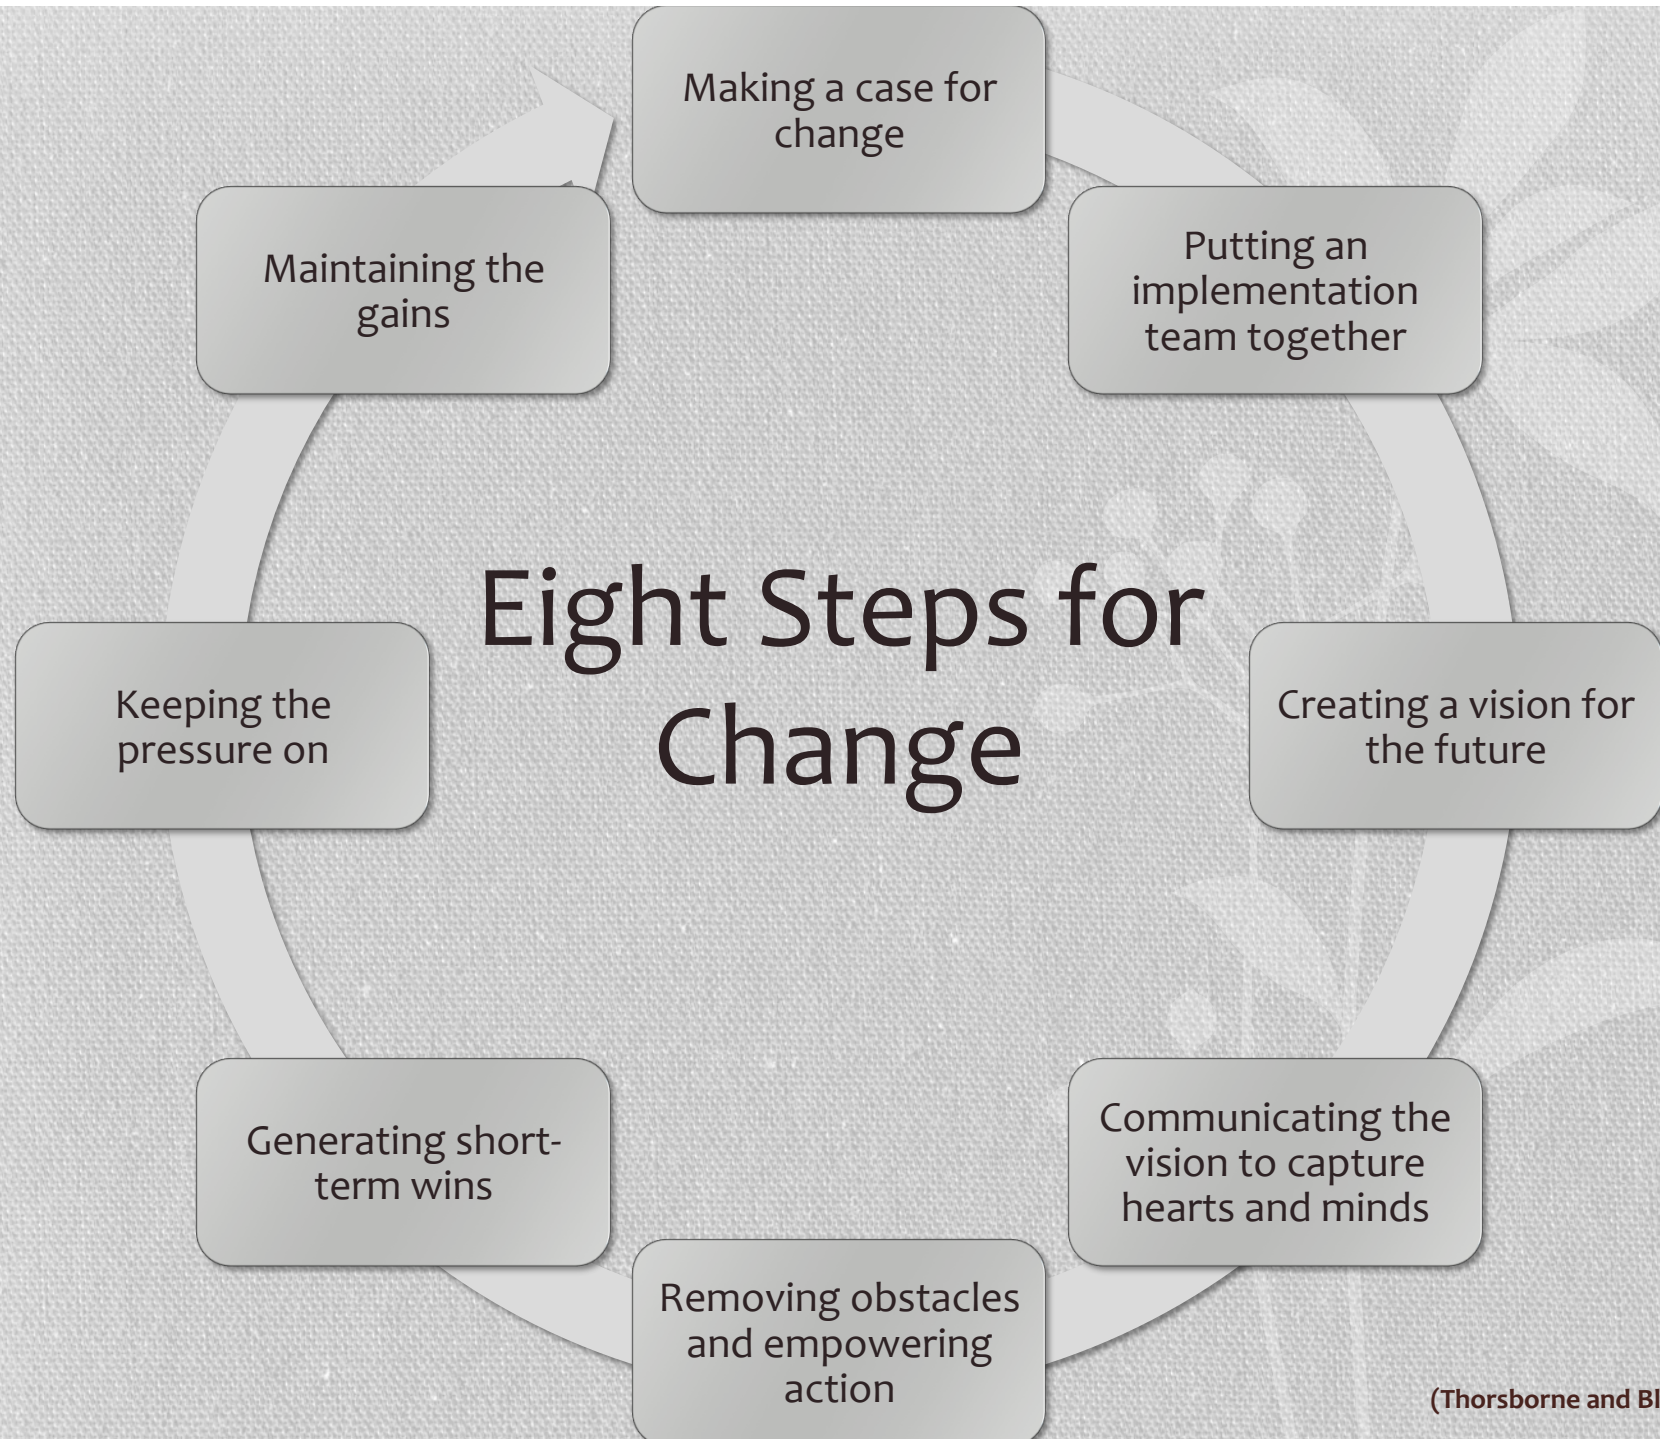 Making a case for
change
Putting an
implementation
team together
Creating a vision for
the future
Communicating the
vision to capture
hearts and minds
Removing obstacles
and empowering
action
Generating short-
term wins
Keeping the
pressure on
Maintaining the
gains
Eight Steps for
Change
(Thorsborne and